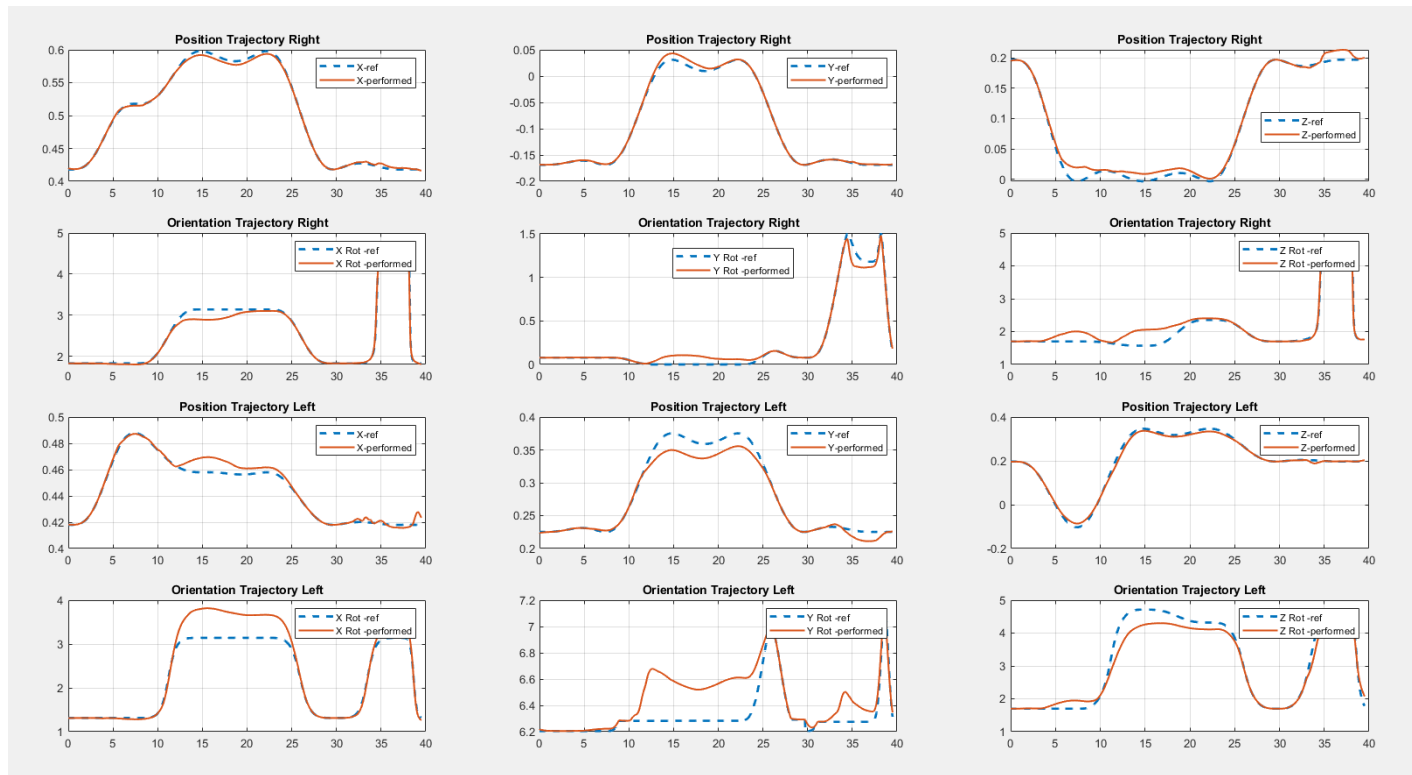 Position Trajectory Right
X-ref
X-performed
0.6
0.55
0.5
0.45
0.4
0 5 10 15 20 25 30 35 40
Position Trajectory Right
Y-ref
Y-performed
0.05
0
-0.05
-0.1
-0.15
-0.2
0 5 10 15 20 25 30 35 40
Position Trajectory Right
Z-ref
Z-performed
0.2
0.15
0.1
0.05
0
0 5 10 15 20 25 30 35 40
Orientation Trajectory Right
X Rot -ref
X Rot -performed
5
4
3
2
0 5 10 15 20 25 30 35 40
Orientation Trajectory Right
Y Rot -ref
Y Rot -performed
1.5
1
0.5
0
0 5 10 15 20 25 30 35 40
Orientation Trajectory Right
Z Rot -ref
Z Rot -performed
5
4
3
2
1
0 5 10 15 20 25 30 35 40
Position Trajectory Left
X-ref
X-performed
0.5
0.48
0.46
0.44
0.42
0.4
0 5 10 15 20 25 30 35 40
Position Trajectory Left
Y-ref
Y-performed
0.4
0.35
0.3
0.25
0.2
0 5 10 15 20 25 30 35 40
Position Trajectory Left
Z-ref
Z-performed
0.4
0.2
0
-0.2
0 5 10 15 20 25 30 35 40
Orientation Trajectory Left
X Rot -ref
X Rot -performed
4
3
2
1
0 5 10 15 20 25 30 35 40
Orientation Trajectory Left
Y Rot -ref
Y Rot -performed
7.2
7
6.8
6.6
6.4
6.2
0 5 10 15 20 25 30 35 40
Orientation Trajectory Left
Z Rot -ref
Z Rot -performed
5
4
3
2
1
0 5 10 15 20 25 30 35 40